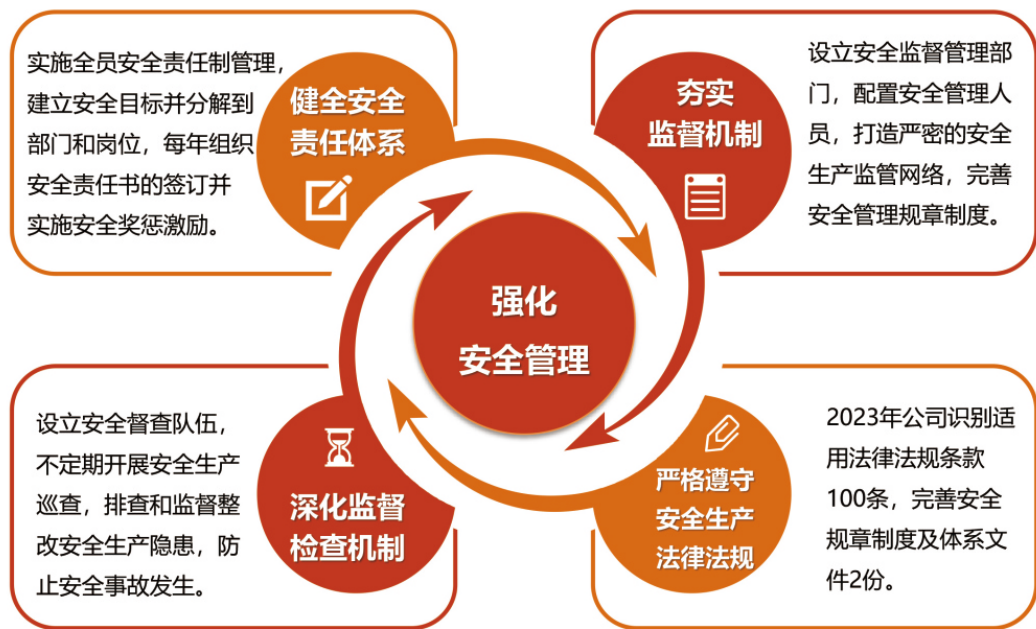 实施全员安全责任制管理，
建立安全目标并分解到
部门和岗位，每年组织
安全责任书的签订并
实施安全奖惩激励。
健全安全
责任体系
夯实
监督机制
设立安全监督管理部
门，配置安全管理人
员，打造严密的安全
生产监管网络，完善
安全管理规章制度。
强化
安全管理
设立安全督查队伍，
不定期开展安全生产
巡查，排查和监督整
改安全生产隐患，防
止安全事故发生。
深化监督
检查机制
严格遵守
安全生产
法律法规
2023年公司识别适
用法律法规条款
100条，完善安全
规章制度及体系文
件2份。